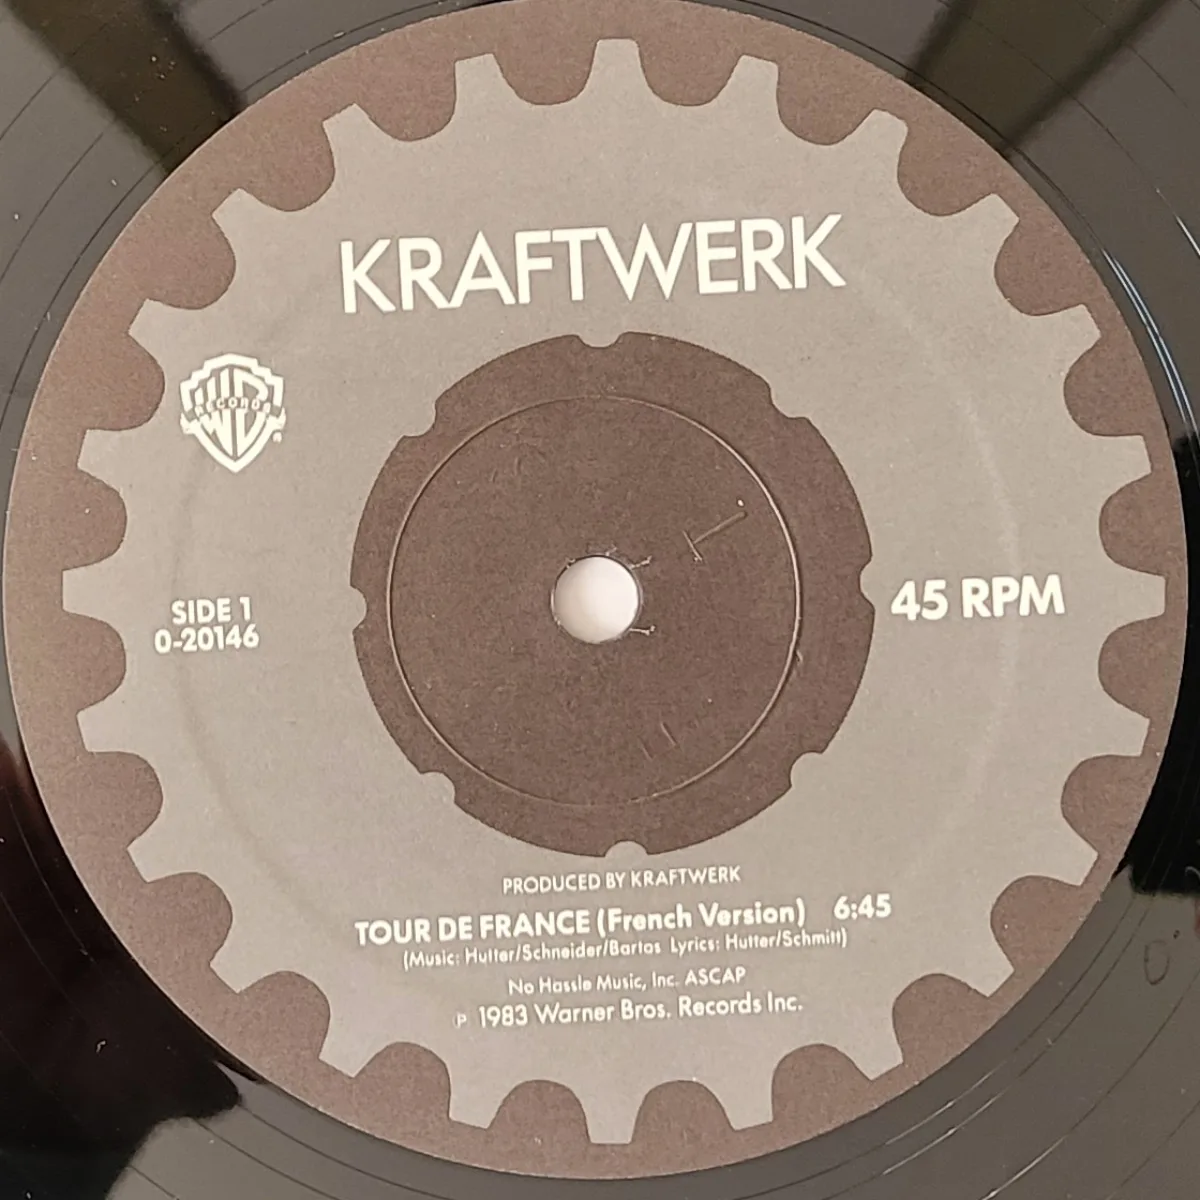 KRAFTWERK
RECORDS
SIDE 1
0-20146
45 RPM
PRODUCED BY KRAFTWERK
TOUR DE FRANCE (French Version) 6:45
(Music: Hutter/Schneider/Bartos Lyrics: Hutter/Schmitt)
No Hassle Music, Inc. ASCAP
℗ 1983 Warner Bros. Records Inc.